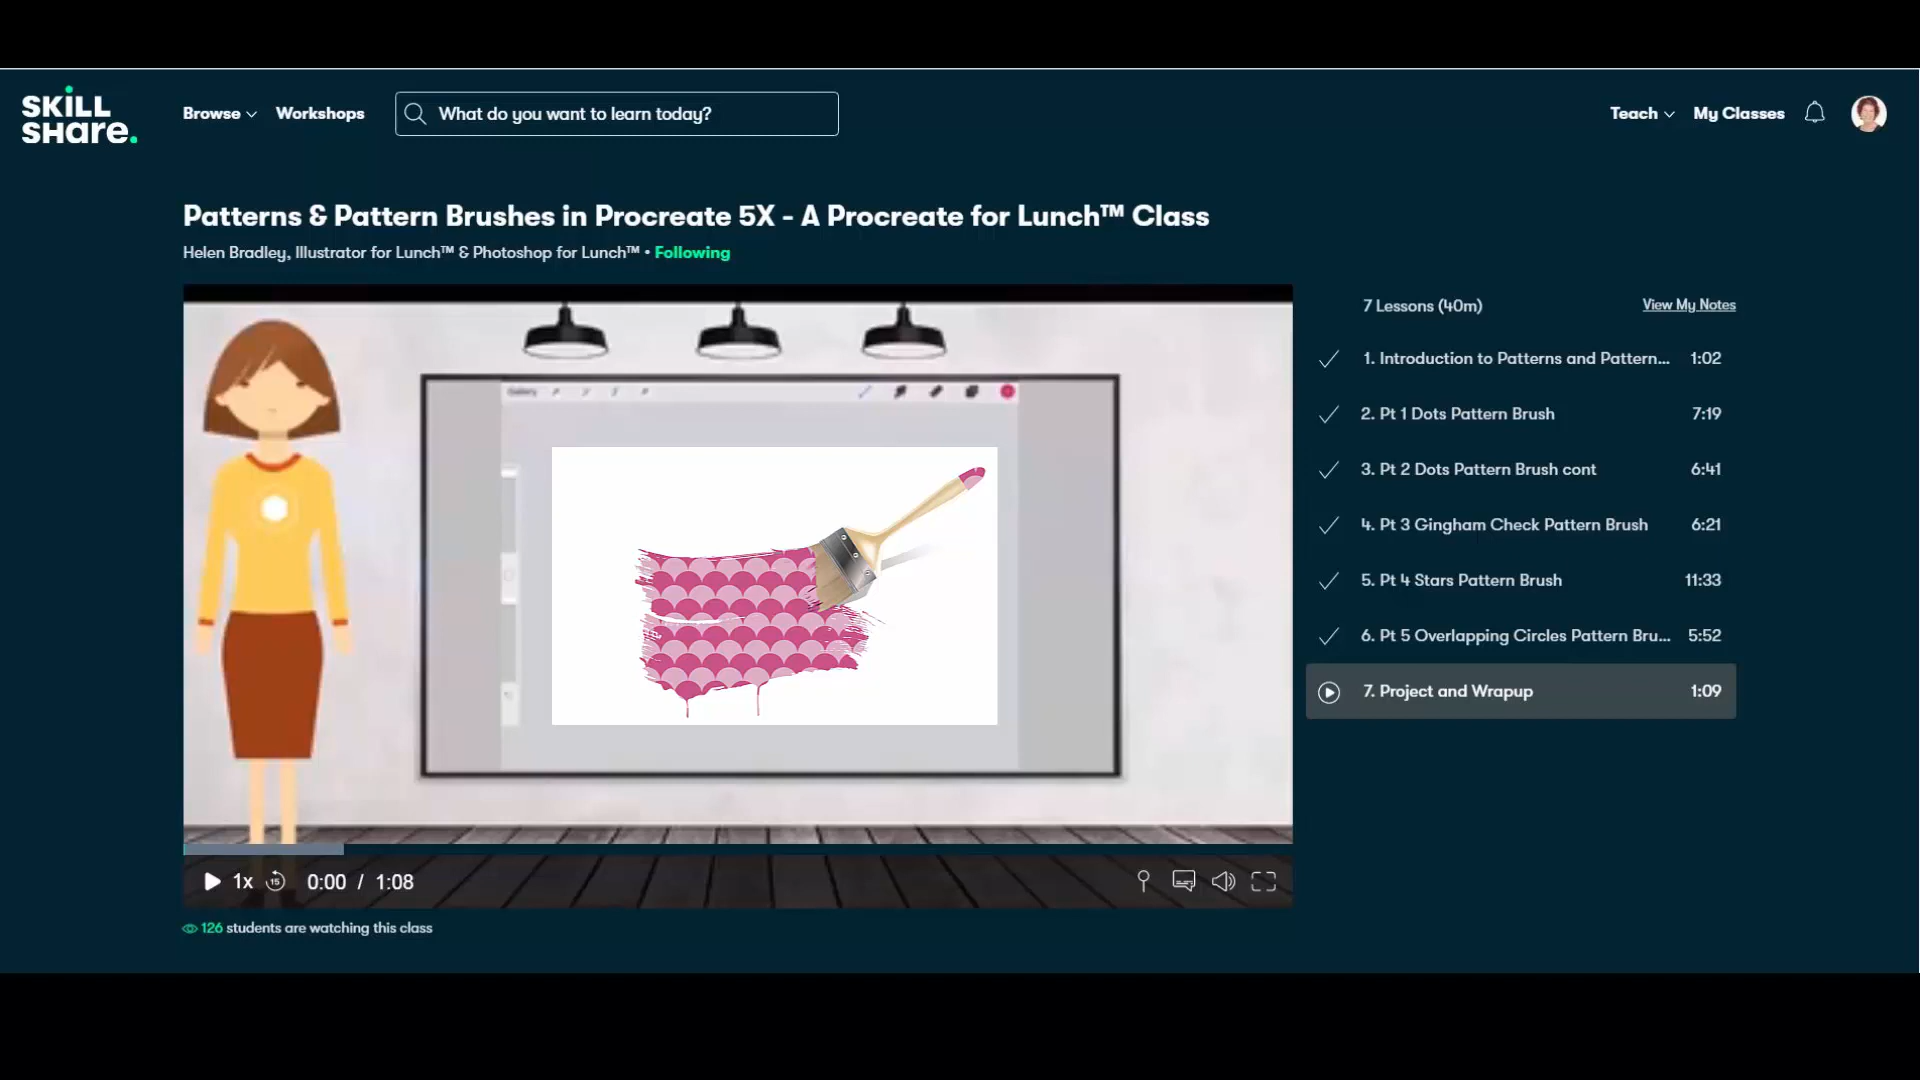 SKiLL
SHare.
Browse
Workshops
What do you want to learn today?
Teach
My Classes
Patterns & Pattern Brushes in Procreate 5X - A Procreate for Lunch™ Class
Helen Bradley, Illustrator for Lunch™ & Photoshop for Lunch™ • Following
Gallery
7 Lessons (40m)
View My Notes
1. Introduction to Patterns and Pattern... 1:02
2. Pt 1 Dots Pattern Brush 7:19
3. Pt 2 Dots Pattern Brush cont 6:41
4. Pt 3 Gingham Check Pattern Brush 6:21
5. Pt 4 Stars Pattern Brush 11:33
6. Pt 5 Overlapping Circles Pattern Bru... 5:52
7. Project and Wrapup 1:09
1x 15 0:00 / 1:08
126 students are watching this class